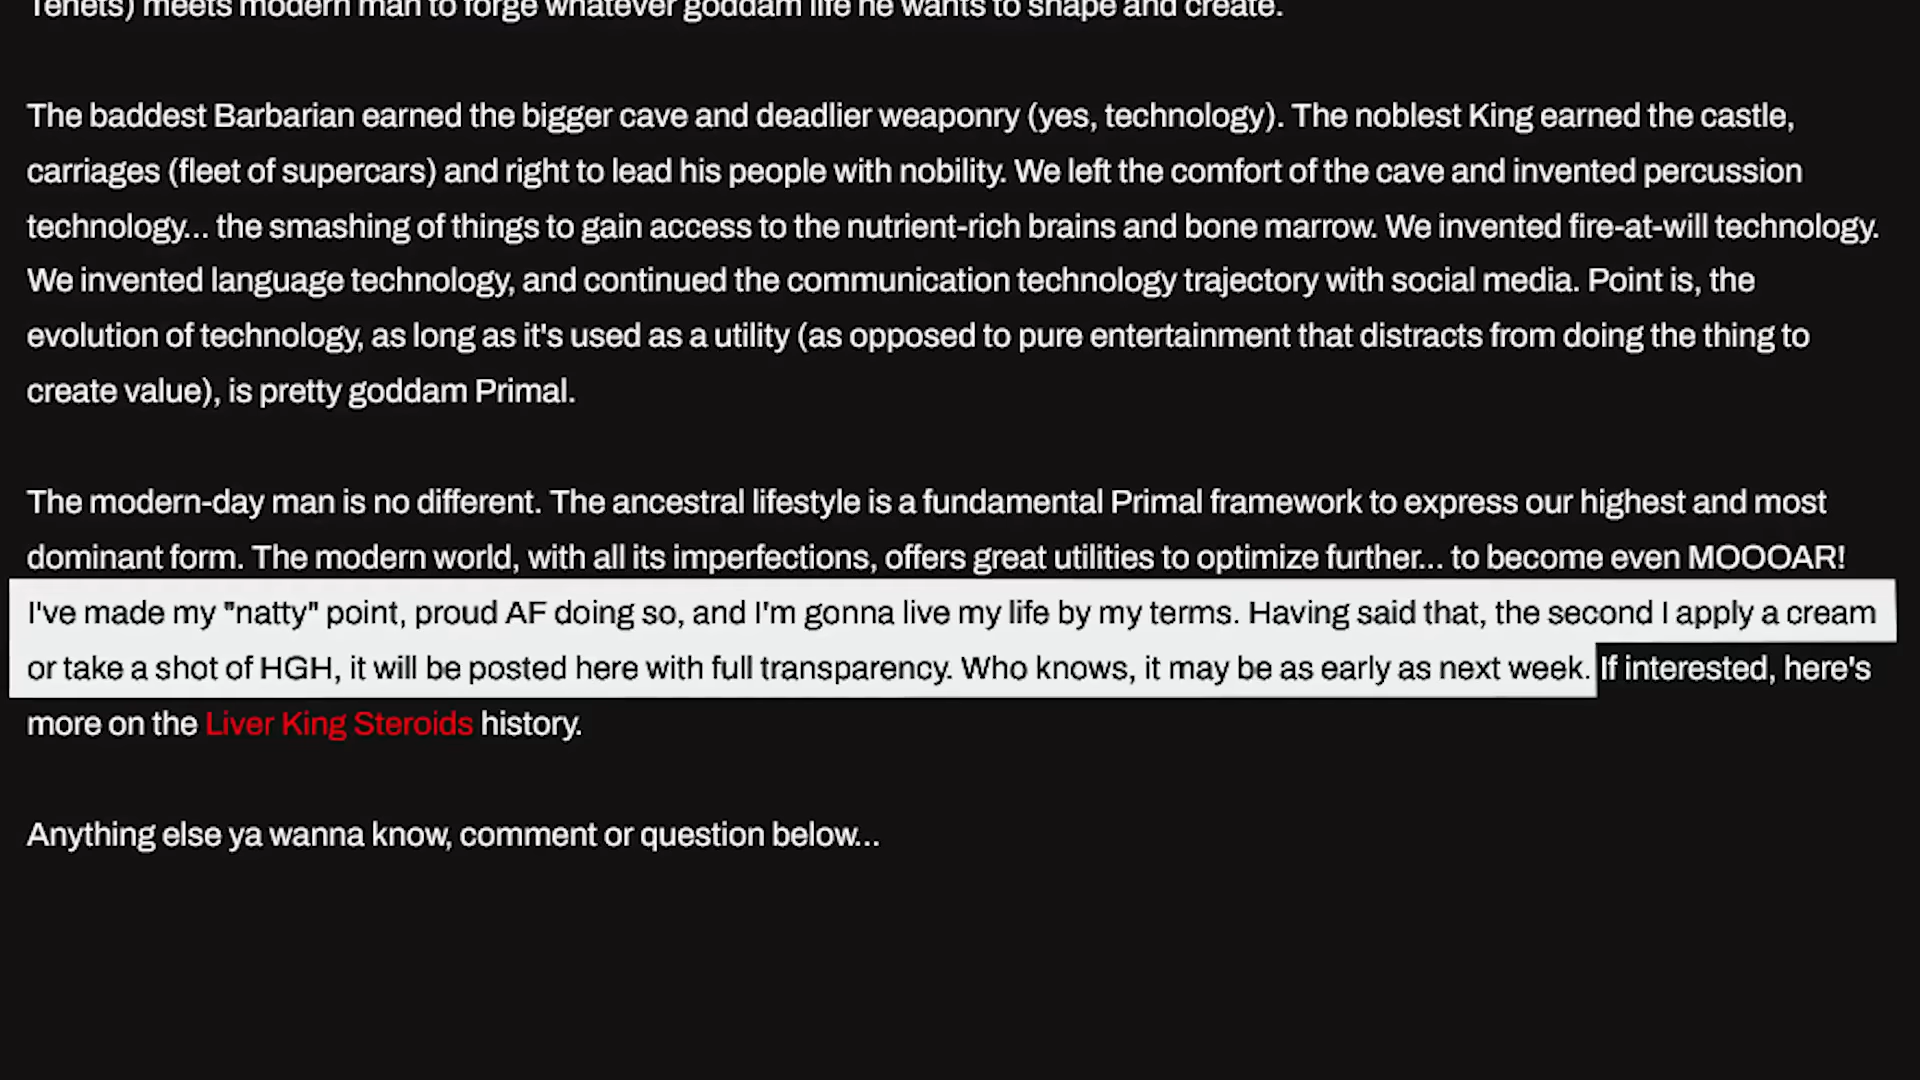 Tenets) meets modern man to forge whatever goddam life he wants to shape and create.
The baddest Barbarian earned the bigger cave and deadlier weaponry (yes, technology). The noblest King earned the castle,
carriages (fleet of supercars) and right to lead his people with nobility. We left the comfort of the cave and invented percussion
technology... the smashing of things to gain access to the nutrient-rich brains and bone marrow. We invented fire-at-will technology.
We invented language technology, and continued the communication technology trajectory with social media. Point is, the
evolution of technology, as long as it's used as a utility (as opposed to pure entertainment that distracts from doing the thing to
create value), is pretty goddam Primal.
The modern-day man is no different. The ancestral lifestyle is a fundamental Primal framework to express our highest and most
dominant form. The modern world, with all its imperfections, offers great utilities to optimize further... to become even MOOOAR!
I've made my "natty" point, proud AF doing so, and I'm gonna live my life by my terms. Having said that, the second I apply a cream
or take a shot of HGH, it will be posted here with full transparency. Who knows, it may be as early as next week. If interested, here's
more on the Liver King Steroids history.
Anything else ya wanna know, comment or question below...